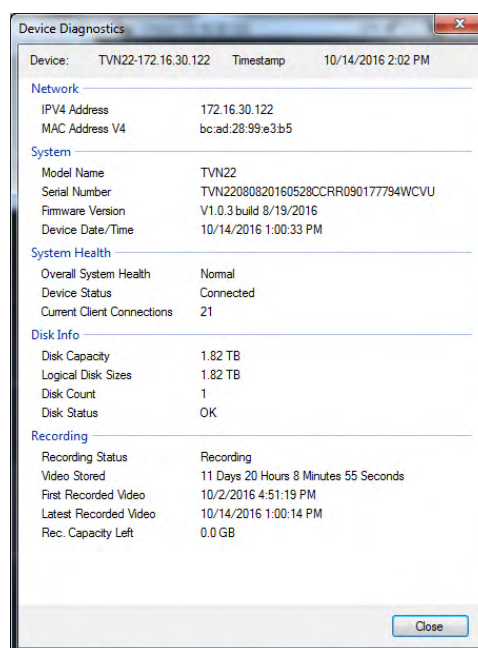 Device Diagnostics
Device: TVN22-172.16.30.122 Timestamp 10/14/2016 2:02 PM
Network
IPV4 Address 172.16.30.122
MAC Address V4 bc:ad:28:99:e3:b5
System
Model Name TVN22
Serial Number TVN22080820160528CCRR090177794WCVU
Firmware Version V1.0.3 build 8/19/2016
Device Date/Time 10/14/2016 1:00:33 PM
System Health
Overall System Health Normal
Device Status Connected
Current Client Connections 21
Disk Info
Disk Capacity 1.82 TB
Logical Disk Sizes 1.82 TB
Disk Count 1
Disk Status OK
Recording
Recording Status Recording
Video Stored 11 Days 20 Hours 8 Minutes 55 Seconds
First Recorded Video 10/2/2016 4:51:19 PM
Latest Recorded Video 10/14/2016 1:00:14 PM
Rec. Capacity Left 0.0 GB
Close